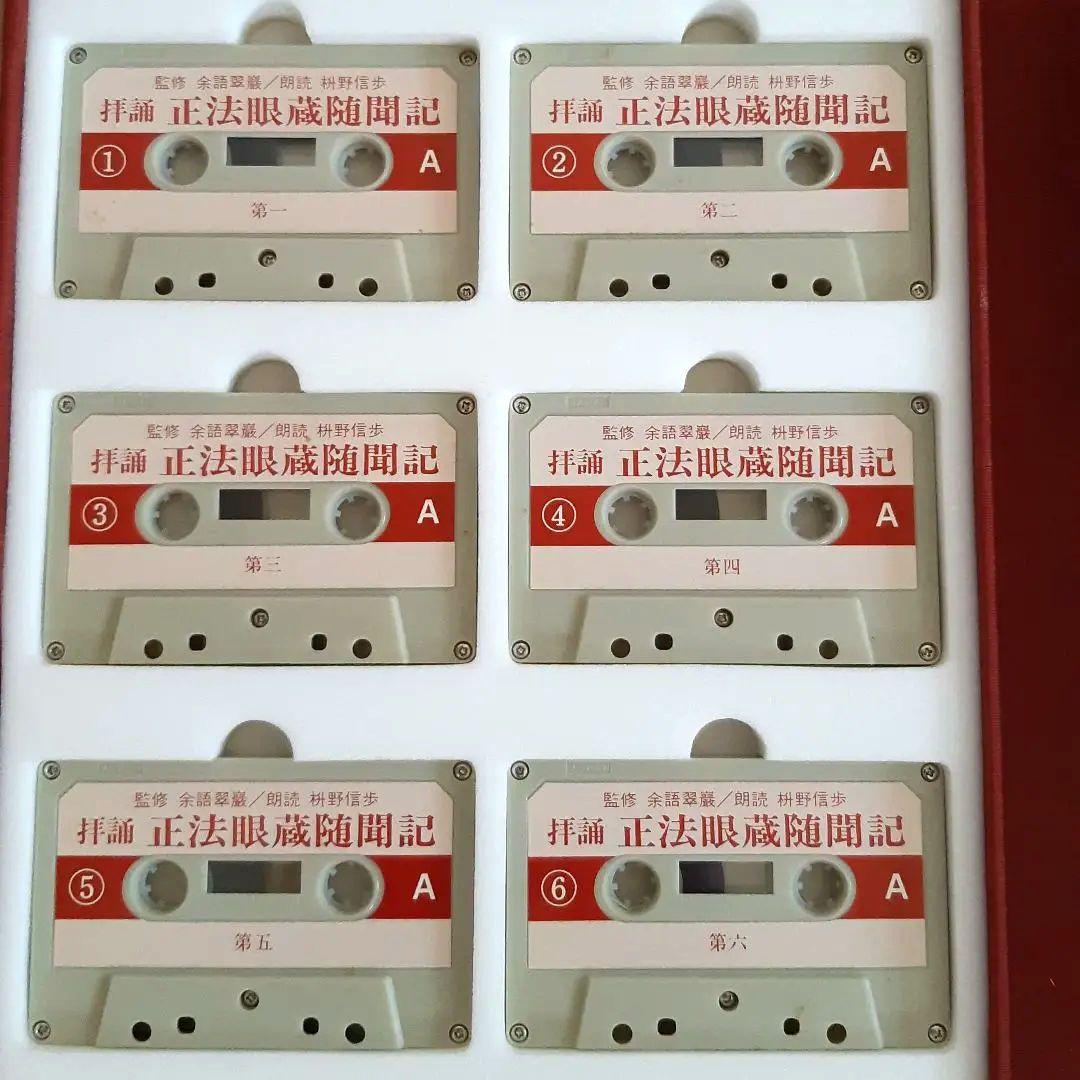 監修 余語翠巖／朗読 枡野信歩
拝誦 正法眼蔵随聞記
① A
第一
監修 余語翠巖／朗読 枡野信歩
拝誦 正法眼蔵随聞記
② A
第二
監修 余語翠巖／朗読 枡野信歩
拝誦 正法眼蔵随聞記
③ A
第三
監修 余語翠巖／朗読 枡野信歩
拝誦 正法眼蔵随聞記
④ A
第四
監修 余語翠巖／朗読 枡野信歩
拝誦 正法眼蔵随聞記
⑤ A
第五
監修 余語翠巖／朗読 枡野信歩
拝誦 正法眼蔵随聞記
⑥ A
第六